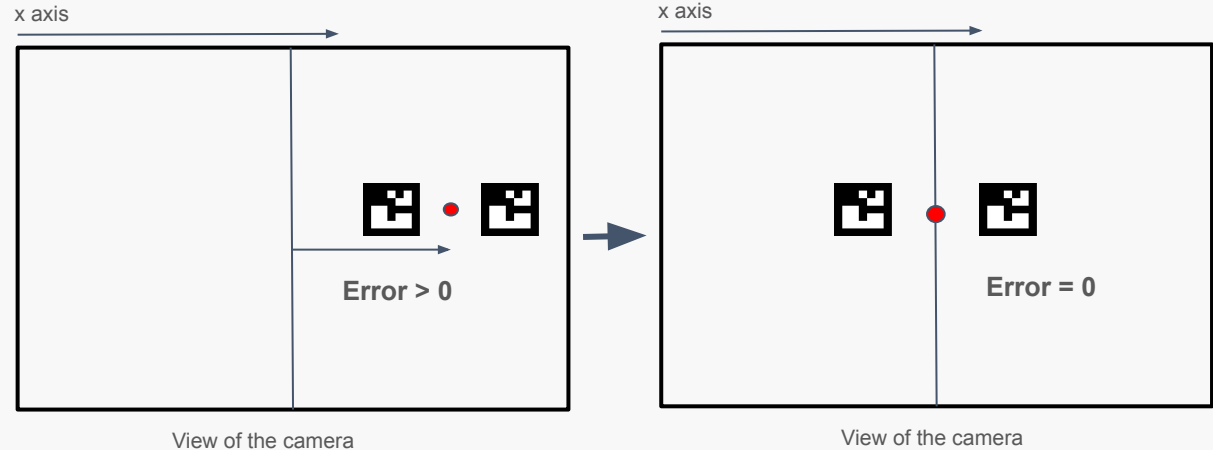 x axis
Error > 0
View of the camera
x axis
Error = 0
View of the camera